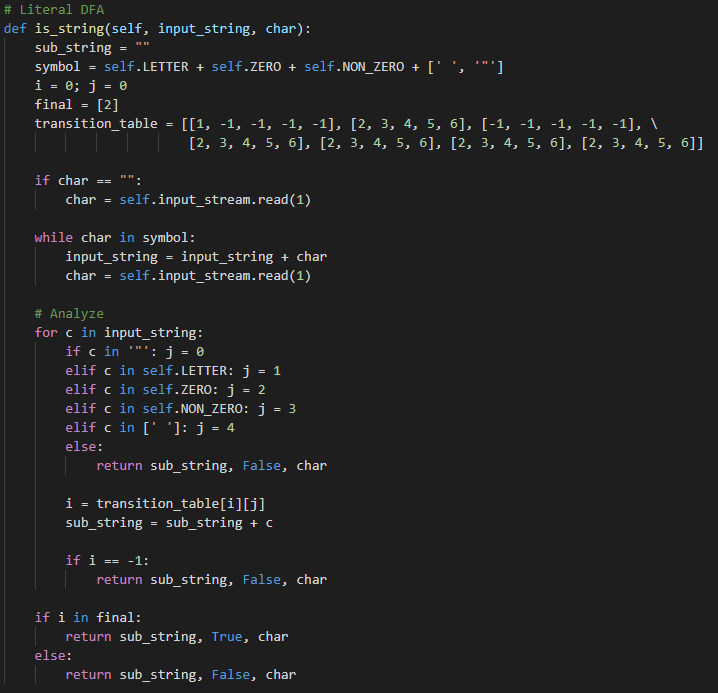 # Literal DFA
def is_string(self, input_string, char):
    sub_string = ""
    symbol = self.LETTER + self.ZERO + self.NON_ZERO + [' ', '"']
    i = 0; j = 0
    final = [2]
    transition_table = [[1, -1, -1, -1, -1], [2, 3, 4, 5, 6], [-1, -1, -1, -1, -1], \
                        [2, 3, 4, 5, 6], [2, 3, 4, 5, 6], [2, 3, 4, 5, 6], [2, 3, 4, 5, 6]]
    if char == "":
        char = self.input_stream.read(1)
    while char in symbol:
        input_string = input_string + char
        char = self.input_stream.read(1)
    # Analyze
    for c in input_string:
        if c in '"': j = 0
        elif c in self.LETTER: j = 1
        elif c in self.ZERO: j = 2
        elif c in self.NON_ZERO: j = 3
        elif c in [' ']: j = 4
        else:
            return sub_string, False, char
        i = transition_table[i][j]
        sub_string = sub_string + c
        if i == -1:
            return sub_string, False, char
    if i in final:
        return sub_string, True, char
    else:
        return sub_string, False, char